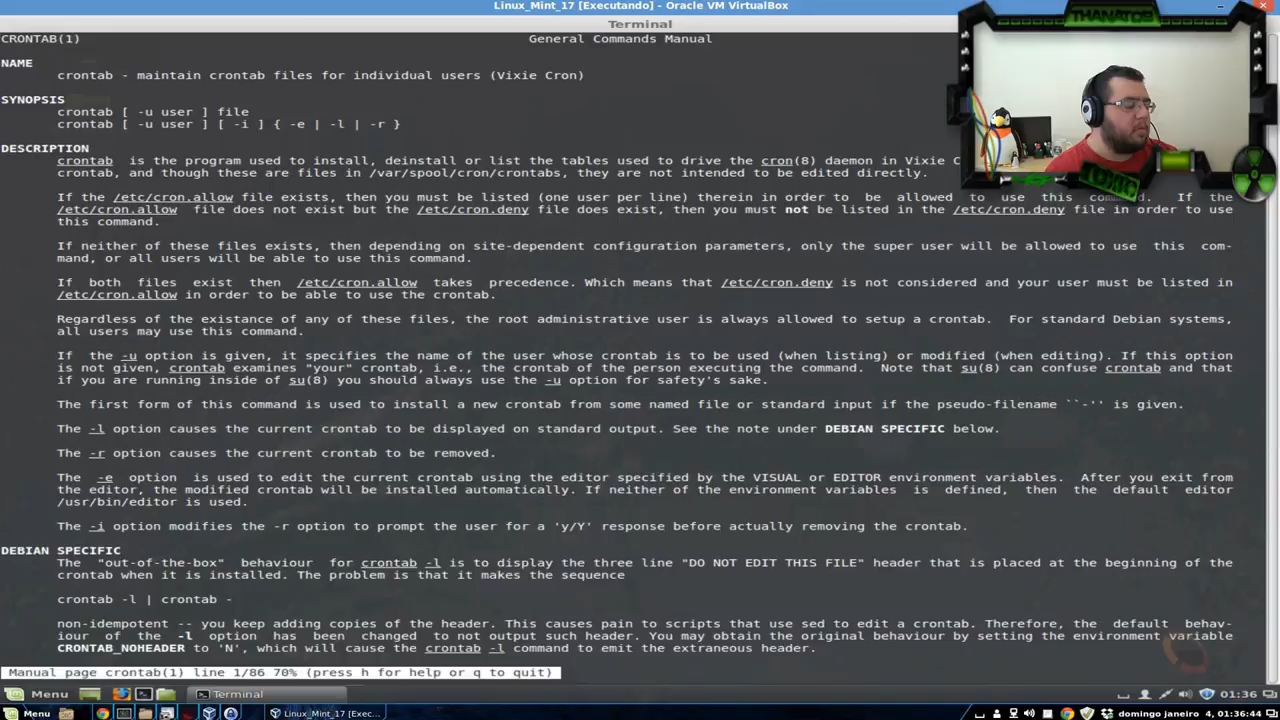 Linux_Mint_17 [Executando] - Oracle VM VirtualBox
Terminal
THANATOS
CRONTAB(1) General Commands Manual
NAME
crontab - maintain crontab files for individual users (Vixie Cron)
SYNOPSIS
crontab [ -u user ] file
crontab [ -u user ] [ -i ] { -e | -l | -r }
DESCRIPTION
crontab is the program used to install, deinstall or list the tables used to drive the cron(8) daemon in Vixie
crontab, and though these are files in /var/spool/cron/crontabs, they are not intended to be edited directly.
TOXIC
If the /etc/cron.allow file exists, then you must be listed (one user per line) therein in order to be allowed to use this command. If the
/etc/cron.allow file does not exist but the /etc/cron.deny file does exist, then you must not be listed in the /etc/cron.deny file in order to use
this command.
If neither of these files exists, then depending on site-dependent configuration parameters, only the super user will be allowed to use this com-
mand, or all users will be able to use this command.
If both files exist then /etc/cron.allow takes precedence. Which means that /etc/cron.deny is not considered and your user must be listed in
/etc/cron.allow in order to be able to use the crontab.
Regardless of the existance of any of these files, the root administrative user is always allowed to setup a crontab. For standard Debian systems,
all users may use this command.
If the -u option is given, it specifies the name of the user whose crontab is to be used (when listing) or modified (when editing). If this option
is not given, crontab examines "your" crontab, i.e., the crontab of the person executing the command. Note that su(8) can confuse crontab and that
if you are running inside of su(8) you should always use the -u option for safety's sake.
The first form of this command is used to install a new crontab from some named file or standard input if the pseudo-filename ``-'' is given.
The -l option causes the current crontab to be displayed on standard output. See the note under DEBIAN SPECIFIC below.
The -r option causes the current crontab to be removed.
The -e option is used to edit the current crontab using the editor specified by the VISUAL or EDITOR environment variables. After you exit from
the editor, the modified crontab will be installed automatically. If neither of the environment variables is defined, then the default editor
/usr/bin/editor is used.
The -i option modifies the -r option to prompt the user for a 'y/Y' response before actually removing the crontab.
DEBIAN SPECIFIC
The "out-of-the-box" behaviour for crontab -l is to display the three line "DO NOT EDIT THIS FILE" header that is placed at the beginning of the
crontab when it is installed. The problem is that it makes the sequence
crontab -l | crontab -
non-idempotent -- you keep adding copies of the header. This causes pain to scripts that use sed to edit a crontab. Therefore, the default behav-
iour of the -l option has been changed to not output such header. You may obtain the original behaviour by setting the environment variable
CRONTAB_NOHEADER to 'N', which will cause the crontab -l command to emit the extraneous header.
Manual page crontab(1) line 1/86 70% (press h for help or q to quit)
Menu Terminal 01:36
Menu Linux_Mint_17 [Exec... domingo janeiro 4, 01:36:44